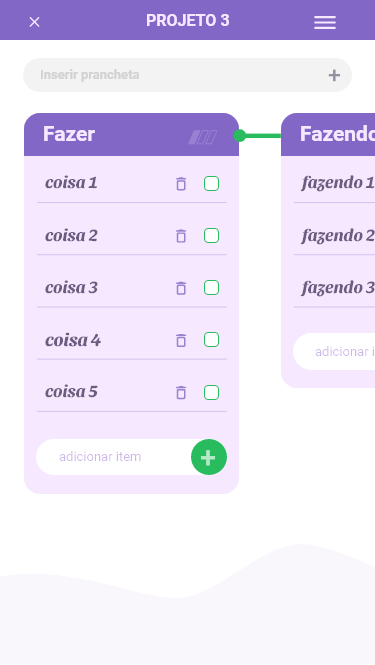 PROJETO 3
Inserir prancheta
Fazer
coisa 1
coisa 2
coisa 3
coisa 4
coisa 5
adicionar item
Fazendo
fazendo 1
fazendo 2
fazendo 3
adicionar i